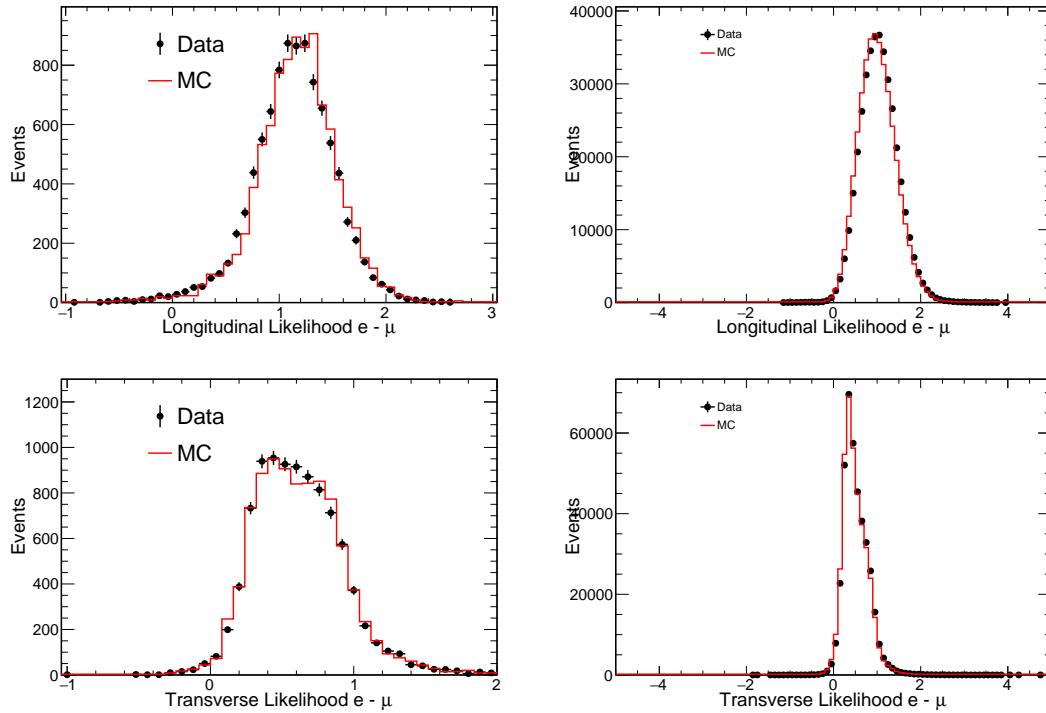 Events
800
600
400
200
0
Data
MC
−1 0 1 2 3
Longitudinal Likelihood e - μ
Events
40000
30000
20000
10000
0
Data
MC
−4 −2 0 2 4
Longitudinal Likelihood e - μ
Events
1200
1000
800
600
400
200
0
Data
MC
−1 0 1 2
Transverse Likelihood e - μ
Events
60000
40000
20000
0
Data
MC
−4 −2 0 2 4
Transverse Likelihood e - μ